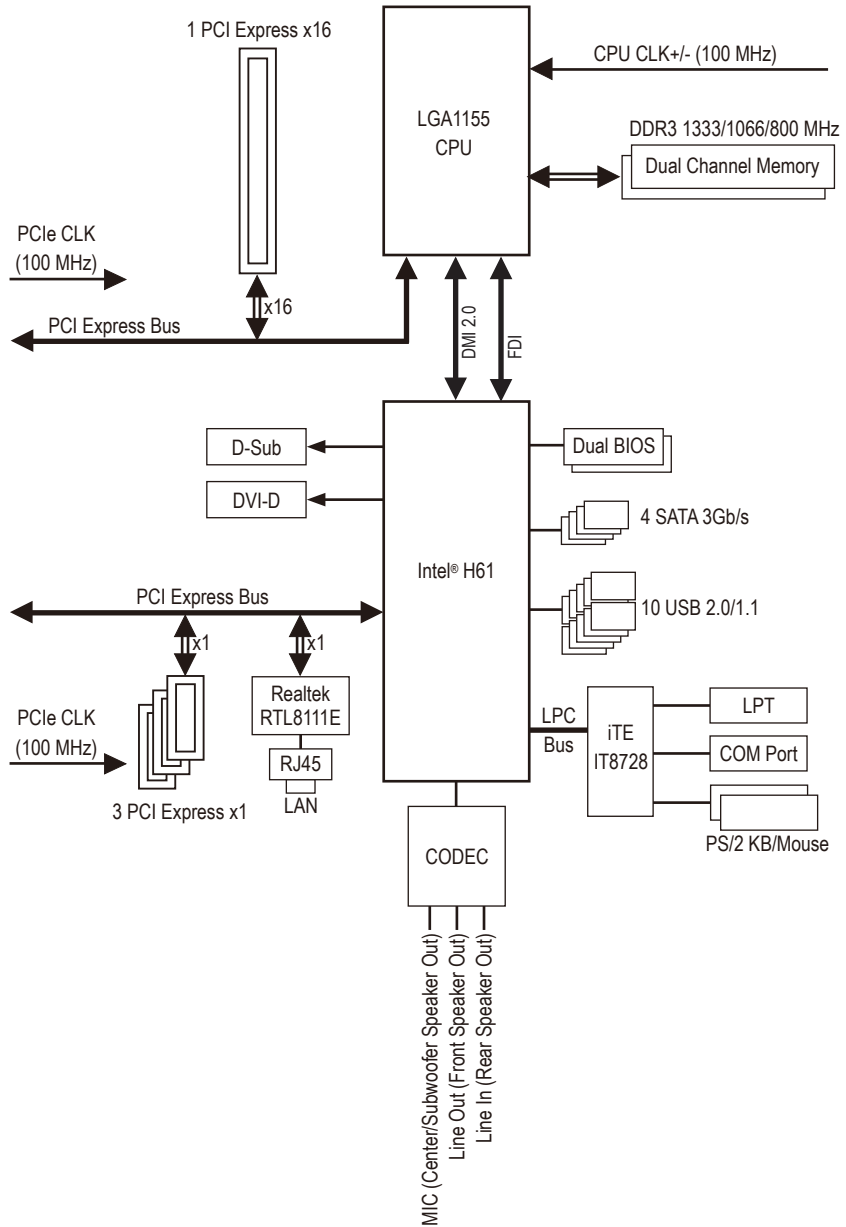 1 PCI Express x16
CPU CLK+/- (100 MHz)
LGA1155
CPU
DDR3 1333/1066/800 MHz
Dual Channel Memory
PCIe CLK
(100 MHz)
x16
PCI Express Bus
DMI 2.0
FDI
D-Sub
Dual BIOS
DVI-D
4 SATA 3Gb/s
Intel® H61
PCI Express Bus
10 USB 2.0/1.1
x1
x1
Realtek
RTL8111E
PCIe CLK
(100 MHz)
RJ45
LAN
3 PCI Express x1
LPC
Bus
iTE
IT8728
LPT
COM Port
PS/2 KB/Mouse
CODEC
MIC (Center/Subwoofer Speaker Out)
Line Out (Front Speaker Out)
Line In (Rear Speaker Out)